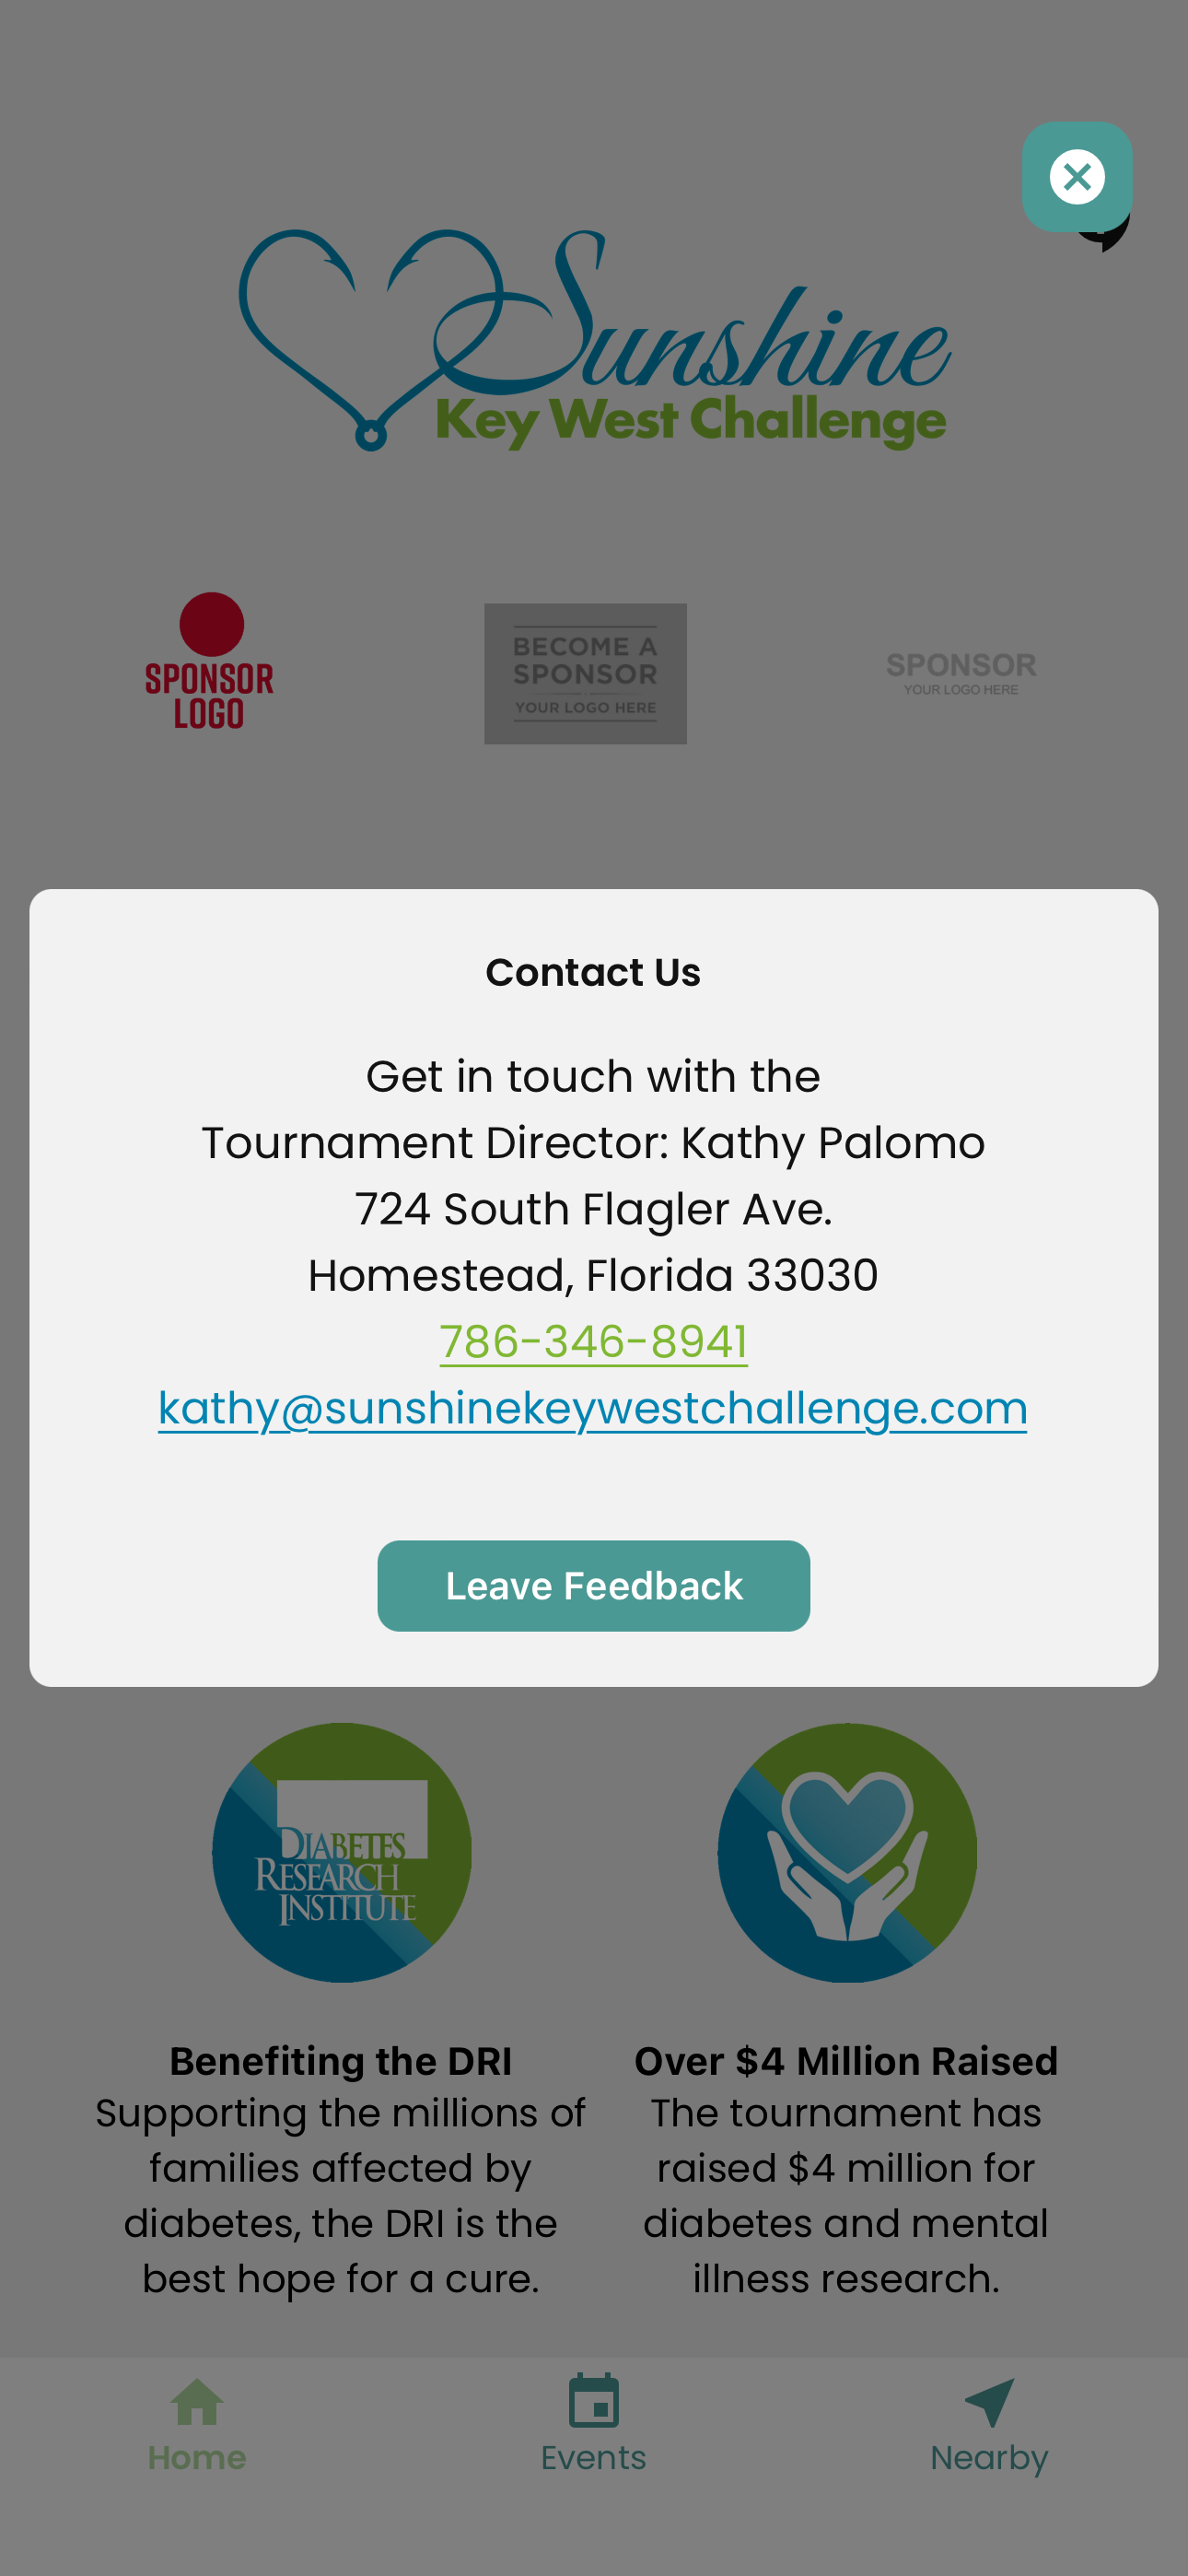 Sunshine
Key West Challenge
SPONSOR
LOGO
BECOME A
SPONSOR
YOUR LOGO HERE
SPONSOR
YOUR LOGO HERE
Contact Us
Get in touch with the
Tournament Director: Kathy Palomo
724 South Flagler Ave.
Homestead, Florida 33030
786-346-8941
kathy@sunshinekeywestchallenge.com
Leave Feedback
DIABETES
RESEARCH
INSTITUTE
Benefiting the DRI
Supporting the millions of
families affected by
diabetes, the DRI is the
best hope for a cure.
Over $4 Million Raised
The tournament has
raised $4 million for
diabetes and mental
illness research.
Home
Events
Nearby